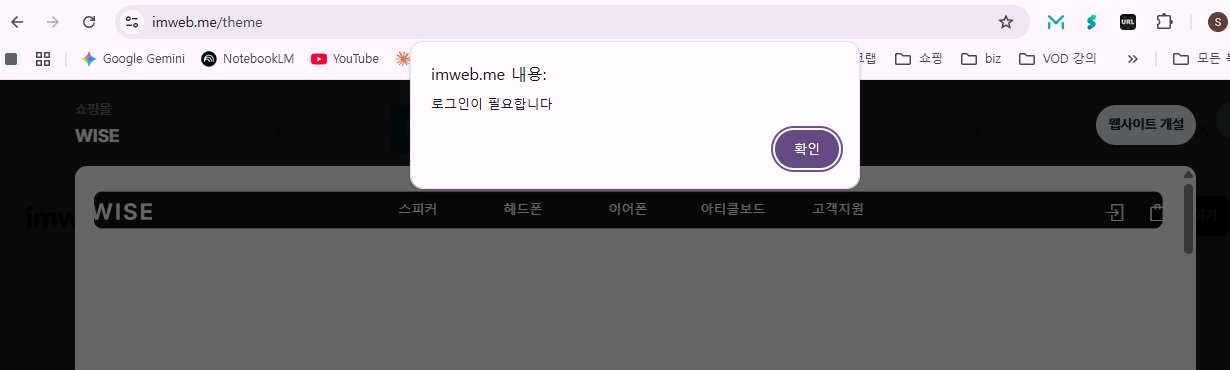 imweb.me/theme
URL
S
Google Gemini
NotebookLM
YouTube
쇼핑
biz
VOD 강의
모든
imweb.me 내용:
로그인이 필요합니다
확인
쇼핑몰
WISE
웹사이트 개설
imw
WISE
스피커
헤드폰
이어폰
아티클보드
고객지원